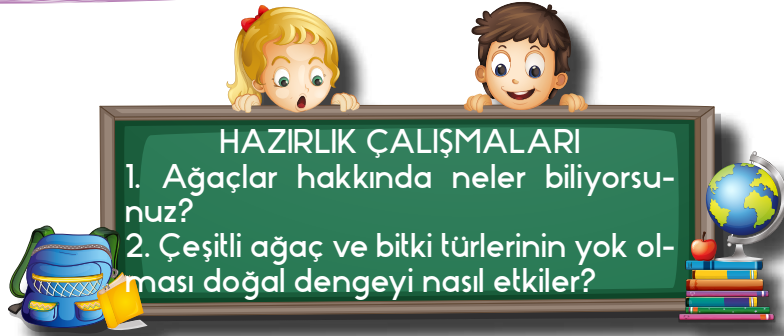 HAZIRLIK ÇALIŞMALARI
1. Ağaçlar hakkında neler biliyorsu-
nuz?
2. Çeşitli ağaç ve bitki türlerinin yok ol-
ması doğal dengeyi nasıl etkiler?